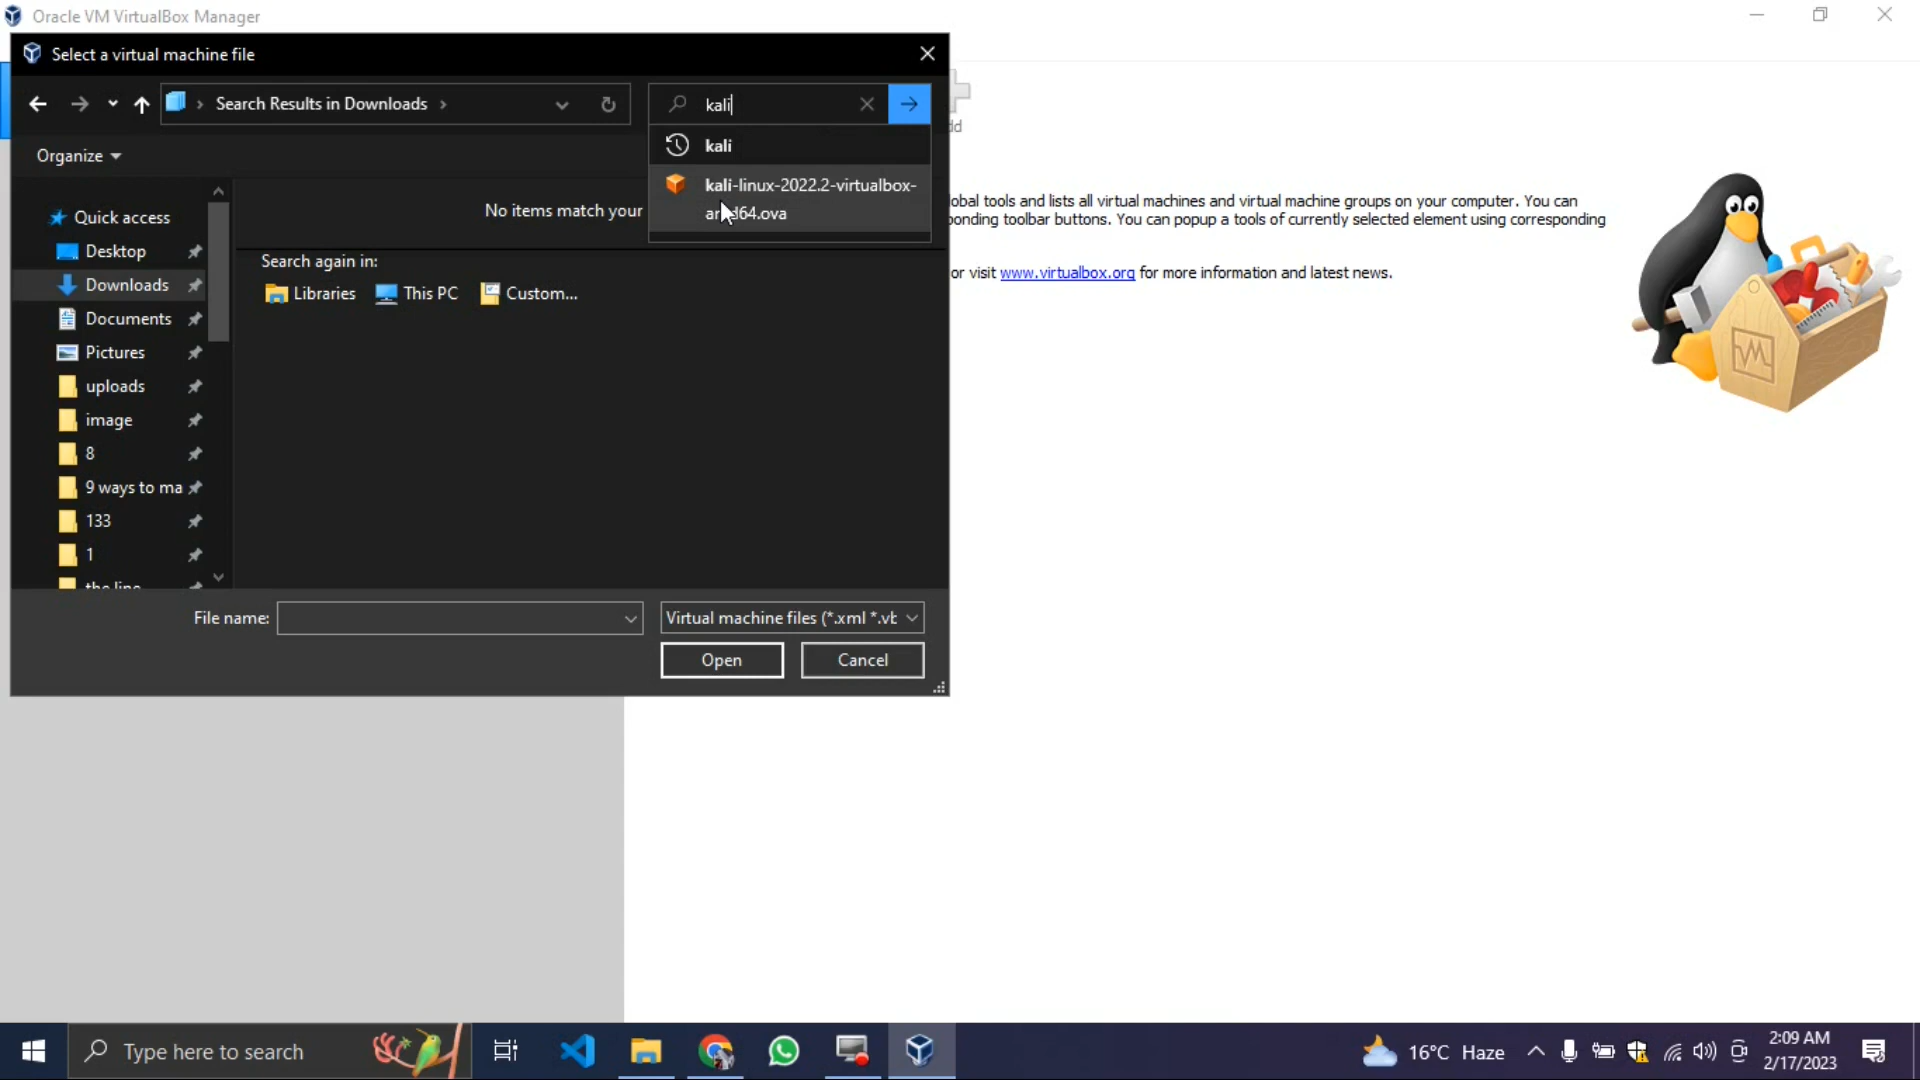 Oracle VM VirtualBox Manager
Select a virtual machine file
Search Results in Downloads
kali
dd
Organize
kali
kali-linux-2022.2-virtualbox-
64.ova
No items match your
Quick access
Desktop
Downloads
Documents
Pictures
uploads
image
8
9 ways to ma
133
1
Search again in:
Libraries
This PC
Custom...
obal tools and lists all virtual machines and virtual machine groups on your computer. You can
onding toolbar buttons. You can popup a tools of currently selected element using corresponding
or visit www.virtualbox.org for more information and latest news.
File name:
Virtual machine files (*.xml *.vb
Open
Cancel
Type here to search
16°C Haze
2:09 AM
2/17/2023